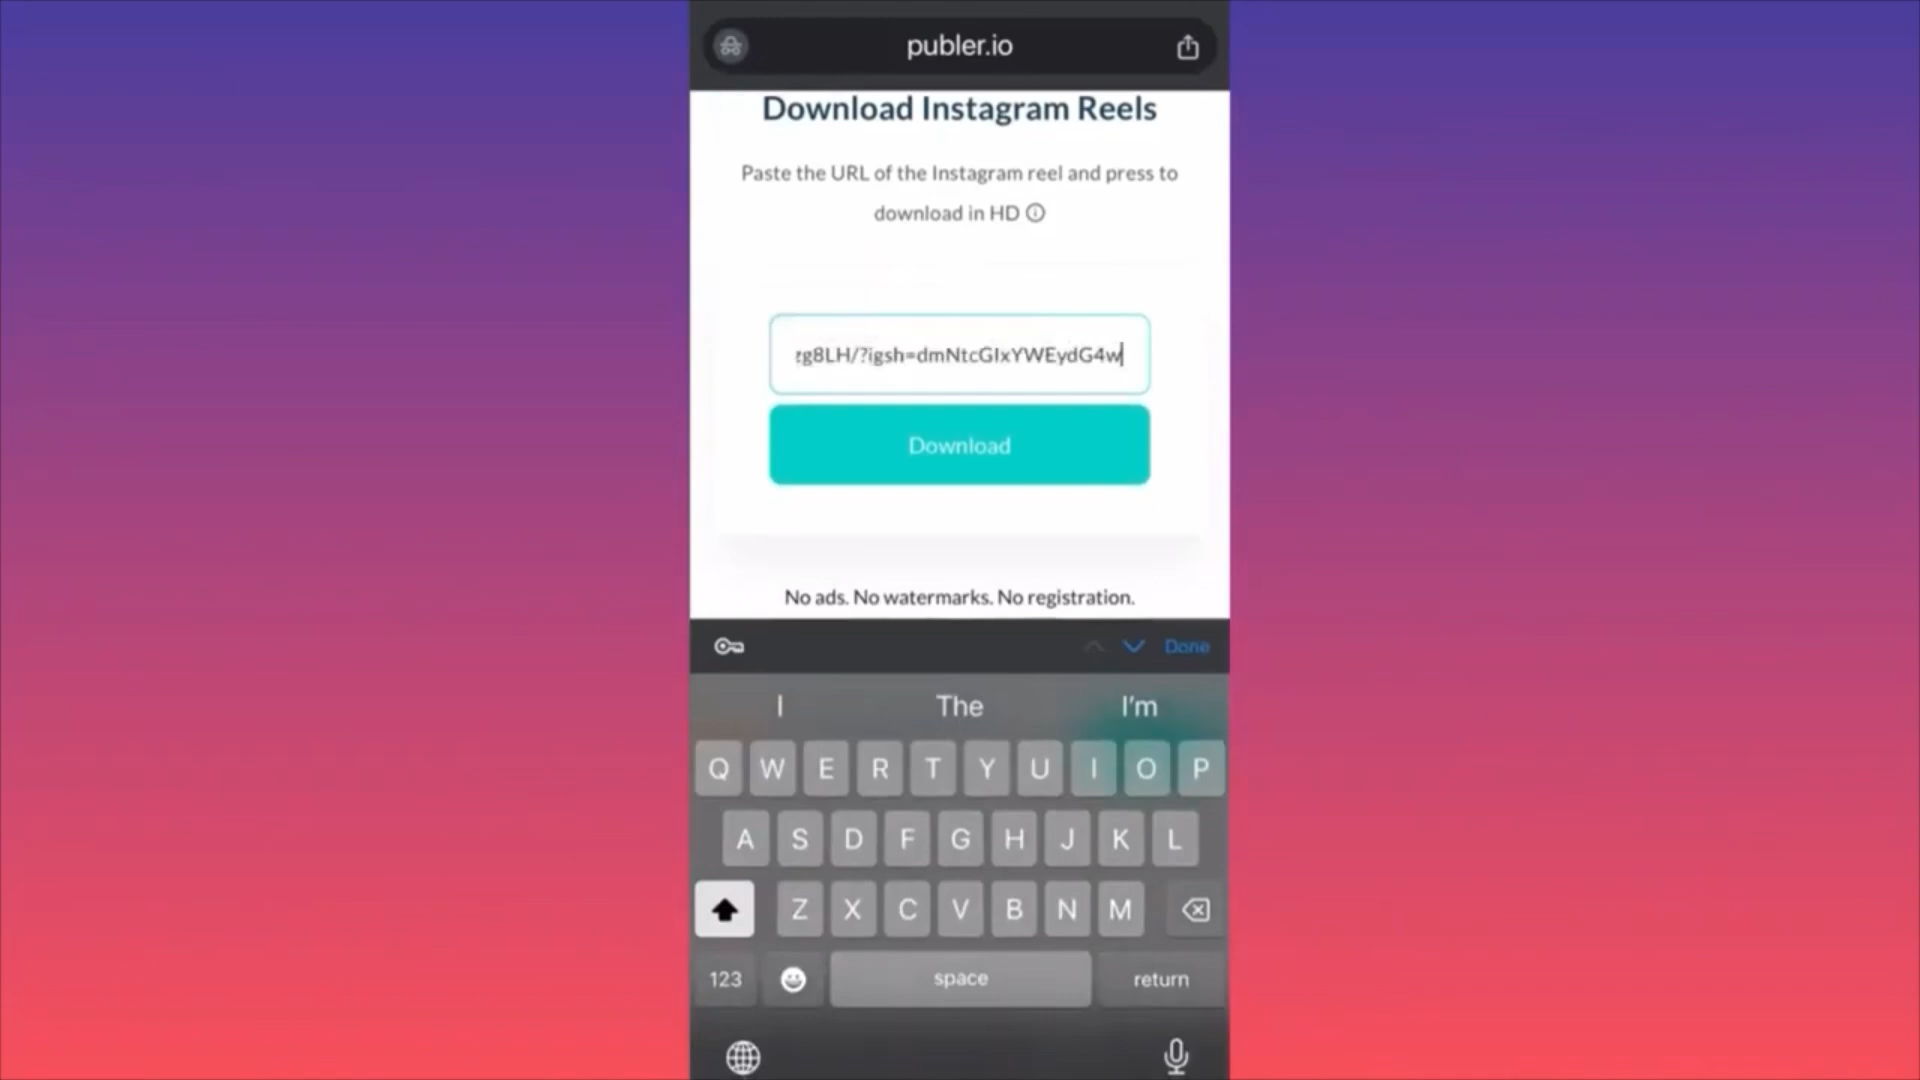 publer.io
Download Instagram Reels
Paste the URL of the Instagram reel and press to
download in HD
rg8LH/?igsh=dmNtcGIxYWEydG4w
Download
No ads. No watermarks. No registration.
Done
I The I'm
Q W E R T Y U I O P
A S D F G H J K L
Z X C V B N M
123 space return